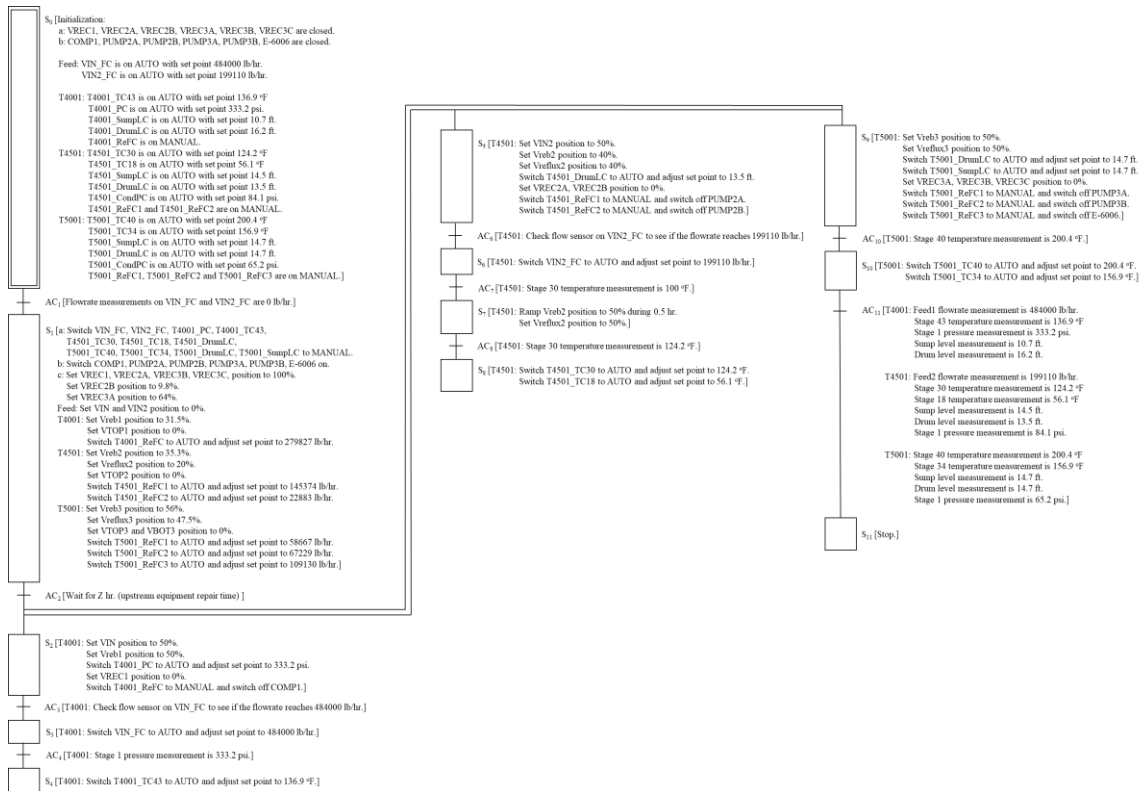 S0 [Initialization:
a: VREC1, VREC2A, VREC2B, VREC3A, VREC3B, VREC3C are closed.
b: COMP1, PUMP2A, PUMP2B, PUMP3A, PUMP3B, E-6006 are closed.
Feed: VIN_FC is on AUTO with set point 484000 lb/hr.
VIN2_FC is on AUTO with set point 199110 lb/hr.
T4001: T4001_TC43 is on AUTO with set point 136.9 °F
T4001_PC is on AUTO with set point 333.2 psi.
T4001_SumpLC is on AUTO with set point 10.7 ft.
T4001_DrumLC is on AUTO with set point 16.2 ft.
T4001_ReFC is on MANUAL.
T4501: T4501_TC30 is on AUTO with set point 124.2 °F
T4501_TC18 is on AUTO with set point 56.1 °F
T4501_SumpLC is on AUTO with set point 14.5 ft.
T4501_DrumLC is on AUTO with set point 13.5 ft.
T4501_CondPC is on AUTO with set point 84.1 psi.
T4501_ReFC1 and T4501_ReFC2 are on MANUAL.
T5001: T5001_TC40 is on AUTO with set point 200.4 °F
T5001_TC34 is on AUTO with set point 156.9 °F
T5001_SumpLC is on AUTO with set point 14.7 ft.
T5001_DrumLC is on AUTO with set point 14.7 ft.
T5001_CondPC is on AUTO with set point 65.2 psi.
T5001_ReFC1, T5001_ReFC2 and T5001_ReFC3 are on MANUAL.]
AC1 [Flowrate measurements on VIN_FC and VIN2_FC are 0 lb/hr.]
S1 [a: Switch VIN_FC, VIN2_FC, T4001_PC, T4001_TC43,
T4501_TC30, T4501_TC18, T4501_DrumLC,
T5001_TC40, T5001_TC34, T5001_DrumLC, T5001_SumpLC to MANUAL.
b: Switch COMP1, PUMP2A, PUMP2B, PUMP3A, PUMP3B, E-6006 on.
c: Set VREC1, VREC2A, VREC3B, VREC3C, position to 100%.
Set VREC2B position to 9.8%.
Set VREC3A position to 64%.
Feed: Set VIN and VIN2 position to 0%.
T4001: Set Vreb1 position to 31.5%.
Set VTOP1 position to 0%.
Switch T4001_ReFC to AUTO and adjust set point to 279827 lb/hr.
T4501: Set Vreb2 position to 35.3%.
Set Vreflux2 position to 20%.
Set VTOP2 position to 0%.
Switch T4501_ReFC1 to AUTO and adjust set point to 145374 lb/hr.
Switch T4501_ReFC2 to AUTO and adjust set point to 22883 lb/hr.
T5001: Set Vreb3 position to 56%.
Set Vreflux3 position to 47.5%.
Set VTOP3 and VBOT3 position to 0%.
Switch T5001_ReFC1 to AUTO and adjust set point to 58667 lb/hr.
Switch T5001_ReFC2 to AUTO and adjust set point to 67229 lb/hr.
Switch T5001_ReFC3 to AUTO and adjust set point to 109130 lb/hr.]
AC2 [Wait for Z hr. (upstream equipment repair time) ]
S2 [T4001: Set VIN position to 50%.
Set Vreb1 position to 50%.
Switch T4001_PC to AUTO and adjust set point to 333.2 psi.
Set VREC1 position to 0%.
Switch T4001_ReFC to MANUAL and switch off COMP1.]
AC3 [T4001: Check flow sensor on VIN_FC to see if the flowrate reaches 484000 lb/hr.]
S3 [T4001: Switch VIN_FC to AUTO and adjust set point to 484000 lb/hr.]
AC4 [T4001: Stage 1 pressure measurement is 333.2 psi.]
S4 [T4001: Switch T4001_TC43 to AUTO and adjust set point to 136.9 °F.]
S5 [T4501: Set VIN2 position to 50%.
Set Vreb2 position to 40%.
Set Vreflux2 position to 40%.
Switch T4501_DrumLC to AUTO and adjust set point to 13.5 ft.
Set VREC2A, VREC2B position to 0%.
Switch T4501_ReFC1 to MANUAL and switch off PUMP2A.
Switch T4501_ReFC2 to MANUAL and switch off PUMP2B.]
AC6 [T4501: Check flow sensor on VIN2_FC to see if the flowrate reaches 199110 lb/hr.]
S6 [T4501: Switch VIN2_FC to AUTO and adjust set point to 199110 lb/hr.]
AC7 [T4501: Stage 30 temperature measurement is 100 °F.]
S7 [T4501: Ramp Vreb2 position to 50% during 0.5 hr.
Set Vreflux2 position to 50%.]
AC8 [T4501: Stage 30 temperature measurement is 124.2 °F.]
S8 [T4501: Switch T4501_TC30 to AUTO and adjust set point to 124.2 °F.
Switch T4501_TC18 to AUTO and adjust set point to 56.1 °F.]
S9 [T5001: Set Vreb3 position to 50%.
Set Vreflux3 position to 50%.
Switch T5001_DrumLC to AUTO and adjust set point to 14.7 ft.
Switch T5001_SumpLC to AUTO and adjust set point to 14.7 ft.
Set VREC3A, VREC3B, VREC3C position to 0%.
Switch T5001_ReFC1 to MANUAL and switch off PUMP3A.
Switch T5001_ReFC2 to MANUAL and switch off PUMP3B.
Switch T5001_ReFC3 to MANUAL and switch off E-6006.]
AC10 [T5001: Stage 40 temperature measurement is 200.4 °F.]
S10 [T5001: Switch T5001_TC40 to AUTO and adjust set point to 200.4 °F.
Switch T5001_TC34 to AUTO and adjust set point to 156.9 °F.]
AC11 [T4001: Feed1 flowrate measurement is 484000 lb/hr.
Stage 43 temperature measurement is 136.9 °F
Stage 1 pressure measurement is 333.2 psi.
Sump level measurement is 10.7 ft.
Drum level measurement is 16.2 ft.
T4501: Feed2 flowrate measurement is 199110 lb/hr.
Stage 30 temperature measurement is 124.2 °F
Stage 18 temperature measurement is 56.1 °F
Sump level measurement is 14.5 ft.
Drum level measurement is 13.5 ft.
Stage 1 pressure measurement is 84.1 psi.
T5001: Stage 40 temperature measurement is 200.4 °F
Stage 34 temperature measurement is 156.9 °F
Sump level measurement is 14.7 ft.
Drum level measurement is 14.7 ft.
Stage 1 pressure measurement is 65.2 psi.]
S11 [Stop.]